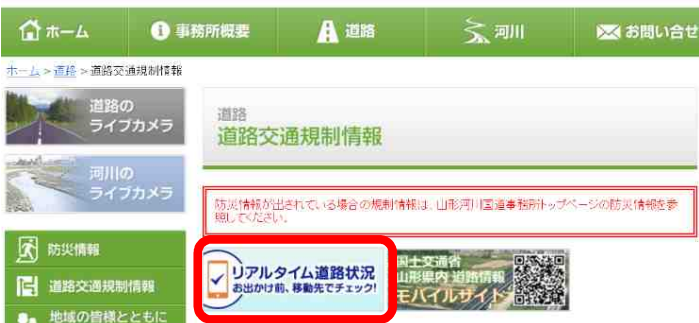 ホーム
事務所概要
道路
河川
お問い合せ
ホーム > 道路 > 道路交通規制情報
道路の
ライブカメラ
河川の
ライブカメラ
防災情報
道路交通規制情報
地域の皆様とともに
道路
道路交通規制情報
防災情報が出されている場合の規制情報は、山形河川国道事務所トップページの防災情報を参
照してください。
リアルタイム道路状況
お出かけ前、移動先でチェック!
国土交通省
山形県内 道路情報
モバイルサイト